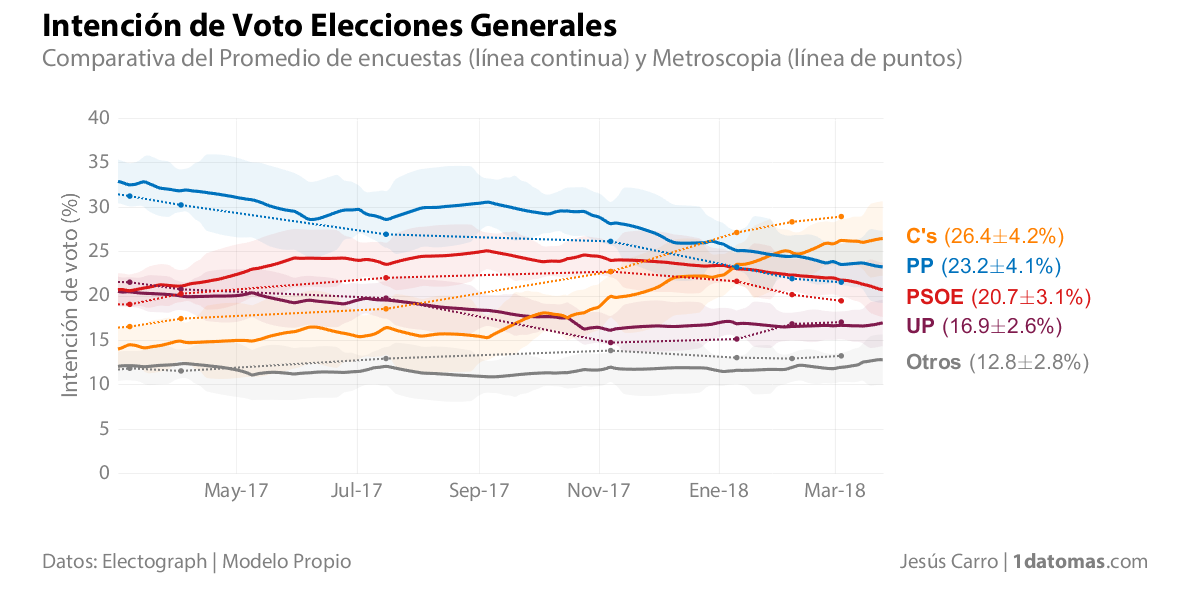 Intención de Voto Elecciones Generales
Comparativa del Promedio de encuestas (línea continua) y Metroscopia (línea de puntos)
Intención de voto (%)
40
35
30
25
20
15
10
5
0
May-17
Jul-17
Sep-17
Nov-17
Ene-18
Mar-18
C's (26.4±4.2%)
PP (23.2±4.1%)
PSOE (20.7±3.1%)
UP (16.9±2.6%)
Otros (12.8±2.8%)
Datos: Electograph | Modelo Propio
Jesús Carro | 1datomas.com